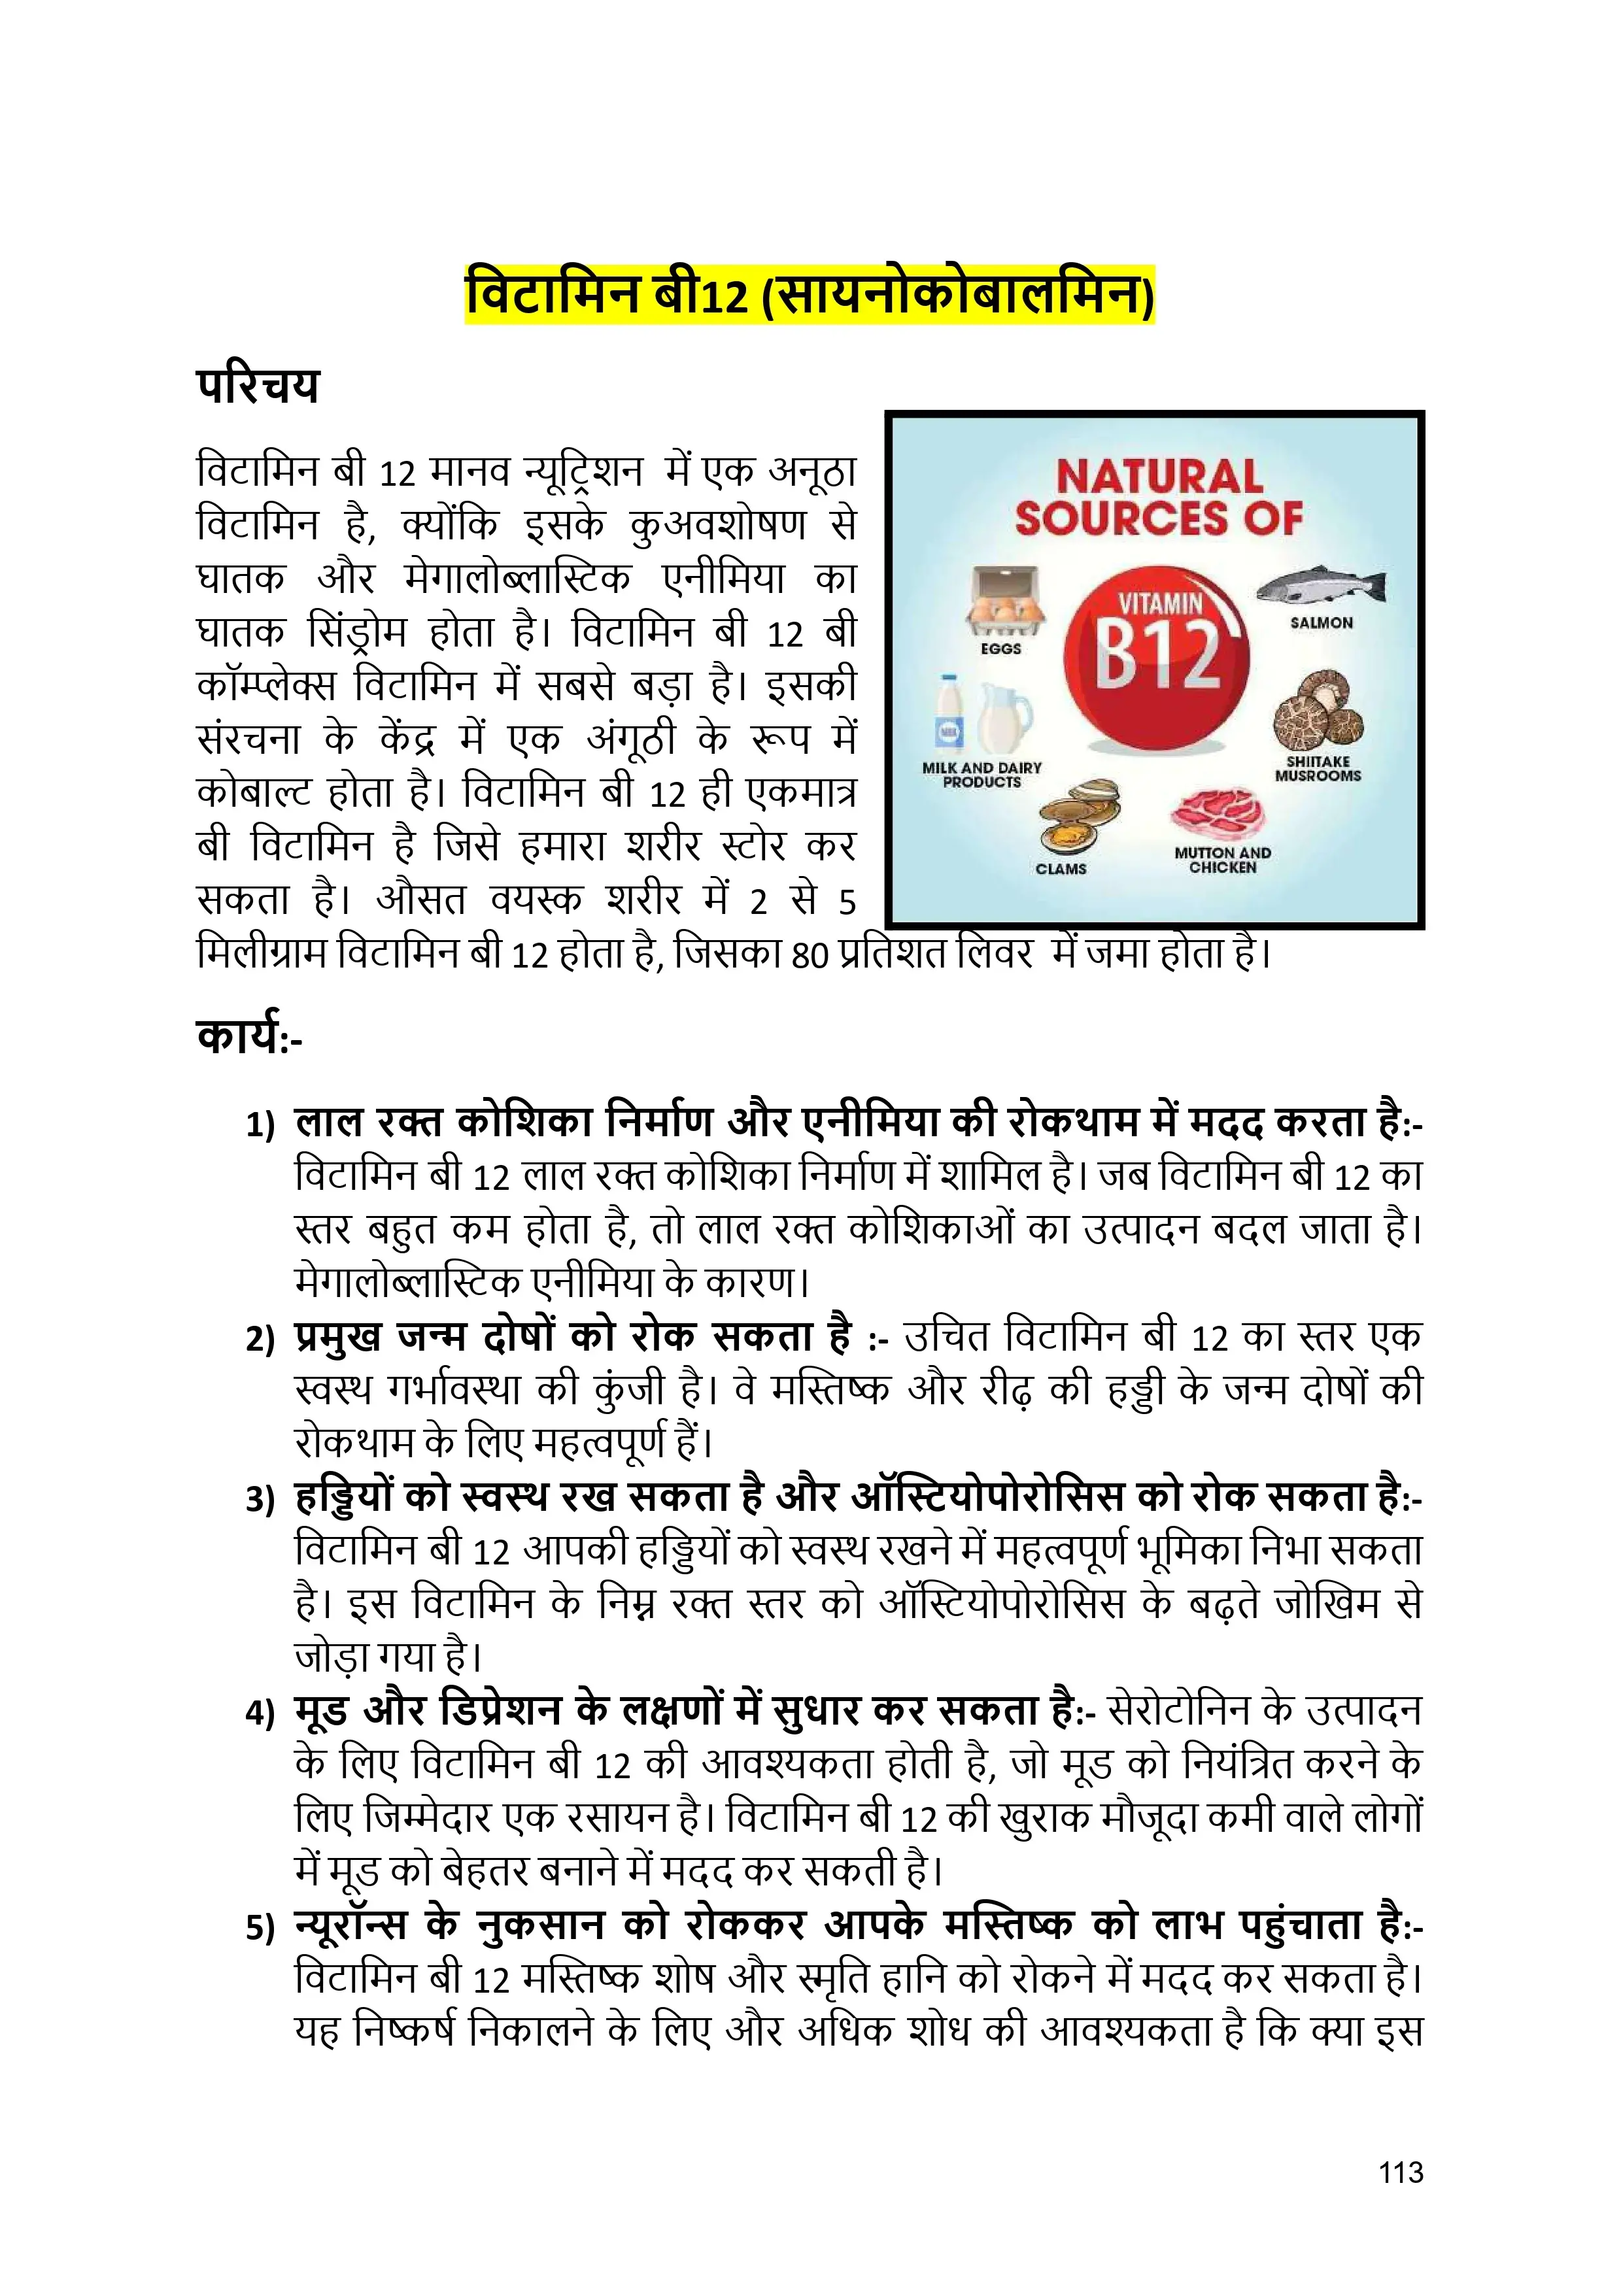 विटामिन बी12 (सायनोकोबालमिन)
परिचय
विटामिन बी 12 मानव न्यूट्रिशन में एक अनूठा
विटामिन है, क्योंकि इसके कुअवशोषण से
घातक और मेगालोब्लास्टिक एनीमिया का
घातक सिंड्रोम होता है। विटामिन बी 12 बी
कॉम्प्लेक्स विटामिन में सबसे बड़ा है। इसकी
संरचना के केंद्र में एक अंगूठी के रूप में
कोबाल्ट होता है। विटामिन बी 12 ही एकमात्र
बी विटामिन है जिसे हमारा शरीर स्टोर कर
सकता है। औसत वयस्क शरीर में 2 से 5
मिलीग्राम विटामिन बी 12 होता है, जिसका 80 प्रतिशत लिवर में जमा होता है।
NATURAL
SOURCES OF
VITAMIN
B12
EGGS
SALMON
MILK
MILK AND DAIRY
PRODUCTS
SHIITAKE
MUSROOMS
CLAMS
MUTTON AND
CHICKEN
कार्य:-
1) लाल रक्त कोशिका निर्माण और एनीमिया की रोकथाम में मदद करता है:-
विटामिन बी 12 लाल रक्त कोशिका निर्माण में शामिल है। जब विटामिन बी 12 का
स्तर बहुत कम होता है, तो लाल रक्त कोशिकाओं का उत्पादन बदल जाता है।
मेगालोब्लास्टिक एनीमिया के कारण।
2) प्रमुख जन्म दोषों को रोक सकता है :- उचित विटामिन बी 12 का स्तर एक
स्वस्थ गर्भावस्था की कुंजी है। वे मस्तिष्क और रीढ़ की हड्डी के जन्म दोषों की
रोकथाम के लिए महत्वपूर्ण हैं।
3) हड्डियों को स्वस्थ रख सकता है और ऑस्टियोपोरोसिस को रोक सकता है:-
विटामिन बी 12 आपकी हड्डियों को स्वस्थ रखने में महत्वपूर्ण भूमिका निभा सकता
है। इस विटामिन के निम्न रक्त स्तर को ऑस्टियोपोरोसिस के बढ़ते जोखिम से
जोड़ा गया है।
4) मूड और डिप्रेशन के लक्षणों में सुधार कर सकता है:- सेरोटोनिन के उत्पादन
के लिए विटामिन बी 12 की आवश्यकता होती है, जो मूड को नियंत्रित करने के
लिए जिम्मेदार एक रसायन है। विटामिन बी 12 की खुराक मौजूदा कमी वाले लोगों
में मूड को बेहतर बनाने में मदद कर सकती है।
5) न्यूरॉन्स के नुकसान को रोककर आपके मस्तिष्क को लाभ पहुंचाता है:-
विटामिन बी 12 मस्तिष्क शोष और स्मृति हानि को रोकने में मदद कर सकता है।
यह निष्कर्ष निकालने के लिए और अधिक शोध की आवश्यकता है कि क्या इस
113